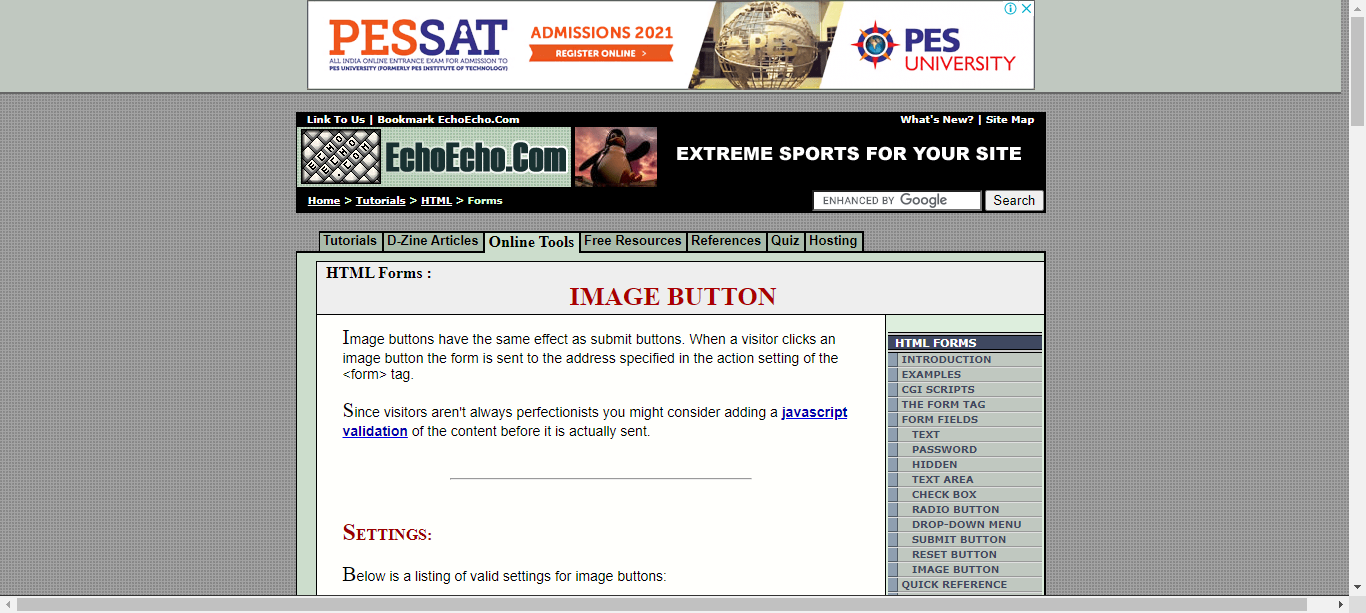 PESSAT
ALL INDIA ONLINE ENTRANCE EXAM FOR ADMISSION TO
PES UNIVERSITY (FORMERLY PES INSTITUTE OF TECHNOLOGY)
ADMISSIONS 2021
REGISTER ONLINE >
PES
PES
UNIVERSITY
Link To Us | Bookmark EchoEcho.Com
What's New? | Site Map
ECHO
ECHO
.COM
EchoEcho.Com
EXTREME SPORTS FOR YOUR SITE
Home > Tutorials > HTML > Forms
ENHANCED BY Google
Search
Tutorials
D-Zine Articles
Online Tools
Free Resources
References
Quiz
Hosting
HTML Forms :
IMAGE BUTTON
Image buttons have the same effect as submit buttons. When a visitor clicks an
image button the form is sent to the address specified in the action setting of the
<form> tag.
Since visitors aren't always perfectionists you might consider adding a javascript
validation of the content before it is actually sent.
SETTINGS:
Below is a listing of valid settings for image buttons:
HTML FORMS
INTRODUCTION
EXAMPLES
CGI SCRIPTS
THE FORM TAG
FORM FIELDS
TEXT
PASSWORD
HIDDEN
TEXT AREA
CHECK BOX
RADIO BUTTON
DROP-DOWN MENU
SUBMIT BUTTON
RESET BUTTON
IMAGE BUTTON
QUICK REFERENCE